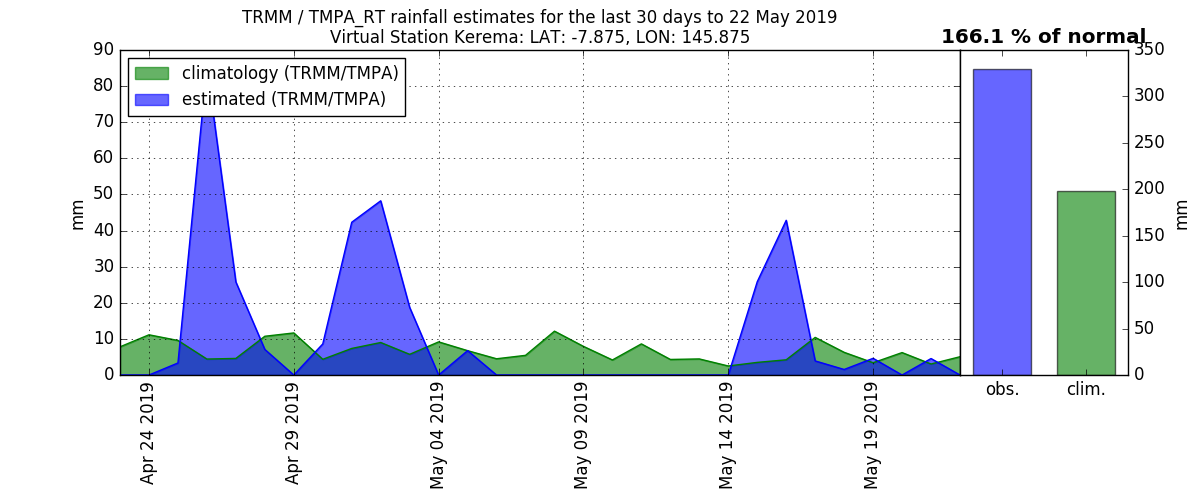 TRMM / TMPA_RT rainfall estimates for the last 30 days to 22 May 2019
Virtual Station Kerema: LAT: -7.875, LON: 145.875
166.1 % of normal
climatology (TRMM/TMPA)
estimated (TRMM/TMPA)
mm
90
80
70
60
50
40
30
20
10
0
Apr 24 2019
Apr 29 2019
May 04 2019
May 09 2019
May 14 2019
May 19 2019
obs.
clim.
350
300
250
200
150
100
50
0
mm